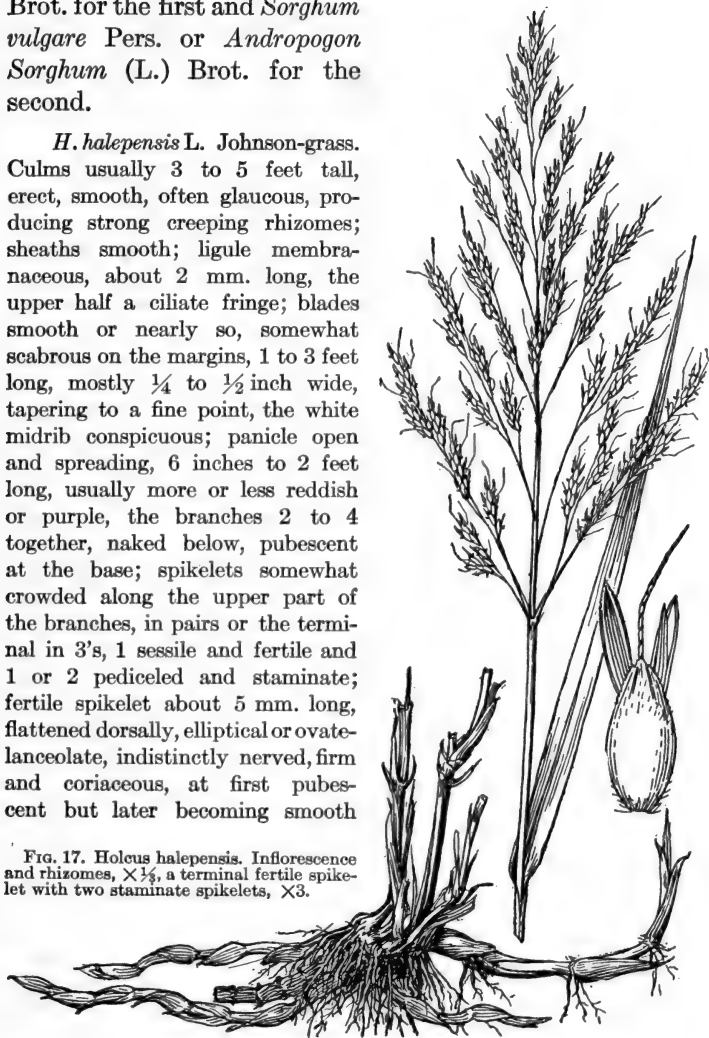 Brot. for the first and Sorghum
vulgare Pers. or Andropogon
Sorghum (L.) Brot. for the
second.
H. halepensis L. Johnson-grass.
Culms usually 3 to 5 feet tall,
erect, smooth, often glaucous, pro-
ducing strong creeping rhizomes;
sheaths smooth; ligule membra-
naceous, about 2 mm. long, the
upper half a ciliate fringe; blades
smooth or nearly so, somewhat
scabrous on the margins, 1 to 3 feet
long, mostly ¼ to ½ inch wide,
tapering to a fine point, the white
midrib conspicuous; panicle open
and spreading, 6 inches to 2 feet
long, usually more or less reddish
or purple, the branches 2 to 4
together, naked below, pubescent
at the base; spikelets somewhat
crowded along the upper part of
the branches, in pairs or the termi-
nal in 3's, 1 sessile and fertile and
1 or 2 pediceled and staminate;
fertile spikelet about 5 mm. long,
flattened dorsally, elliptical or ovate-
lanceolate, indistinctly nerved, firm
and coriaceous, at first pubes-
cent but later becoming smooth
FIG. 17. Holcus halepensis. Inflorescence
and rhizomes, X⅓, a terminal fertile spike-
let with two staminate spikelets, X3.